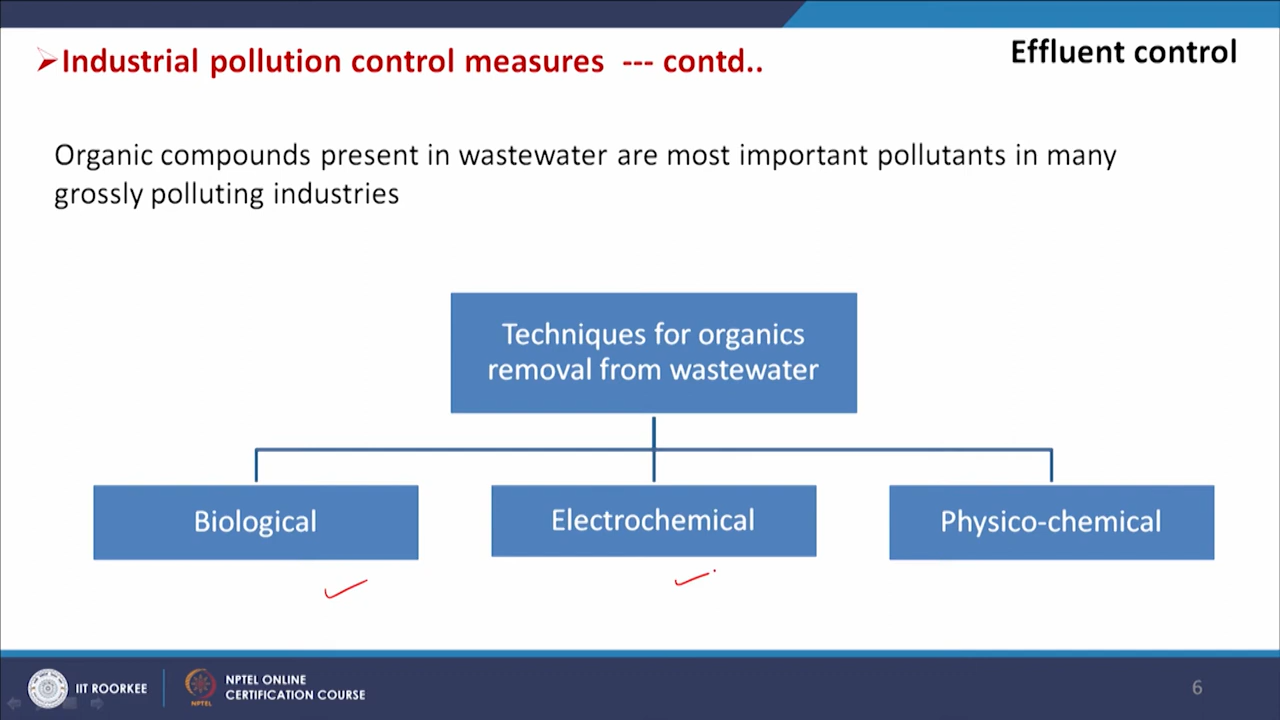 Industrial pollution control measures --- contd..
Effluent control
Organic compounds present in wastewater are most important pollutants in many
grossly polluting industries
Techniques for organics
removal from wastewater
Biological
Electrochemical
Physico-chemical
IIT ROORKEE
NPTEL
NPTEL ONLINE
CERTIFICATION COURSE
6